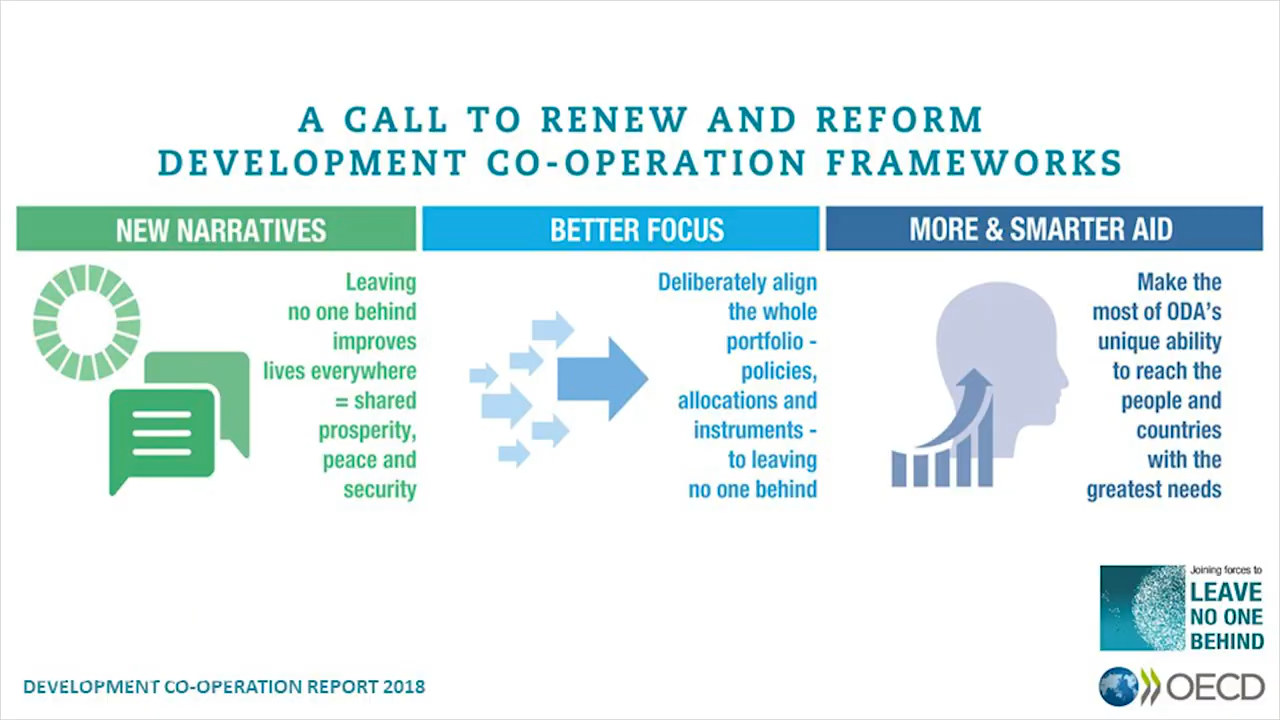 A CALL TO RENEW AND REFORM
DEVELOPMENT CO-OPERATION FRAMEWORKS
NEW NARRATIVES
Leaving
no one behind
improves
lives everywhere
= shared
prosperity,
peace and
security
BETTER FOCUS
Deliberately align
the whole
portfolio -
policies,
allocations and
instruments -
to leaving
no one behind
MORE & SMARTER AID
Make the
most of ODA's
unique ability
to reach the
people and
countries
with the
greatest needs
Joining forces to
LEAVE
NO ONE
BEHIND
DEVELOPMENT CO-OPERATION REPORT 2018
OECD